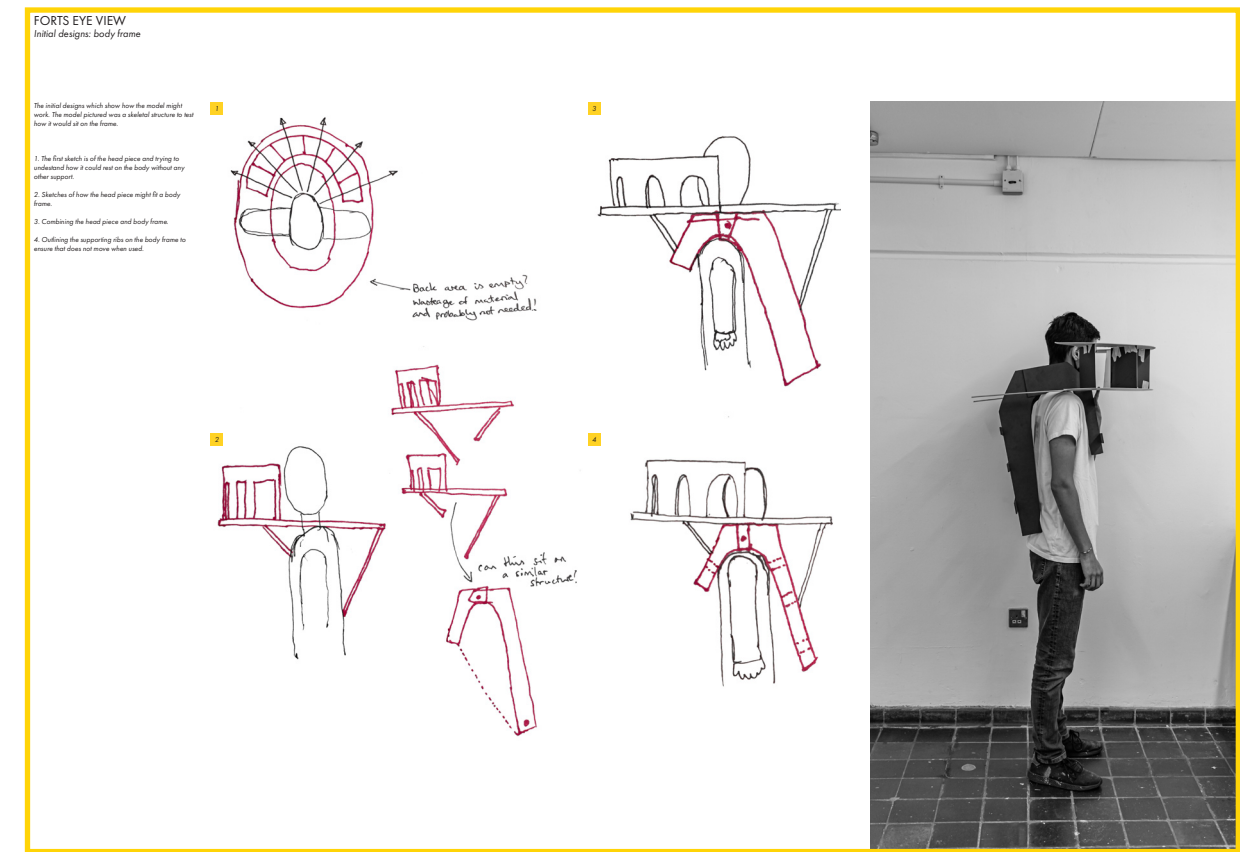 FORTS EYE VIEW
Initial designs: body frame
The initial designs which show how the model might
work. The model pictured was a skeletal structure to test
how it would sit on the frame.
1. The first sketch is of the head piece and trying to
undestand how it could rest on the body without any
other support.
2. Sketches of how the head piece might fit a body
frame.
3. Combining the head piece and body frame.
4. Outlining the supporting ribs on the body frame to
ensure that does not move when used.
1
Back area is empty?
Wasteage of material
and probably not needed!
2
can this sit on
a similar
structure?
3
4